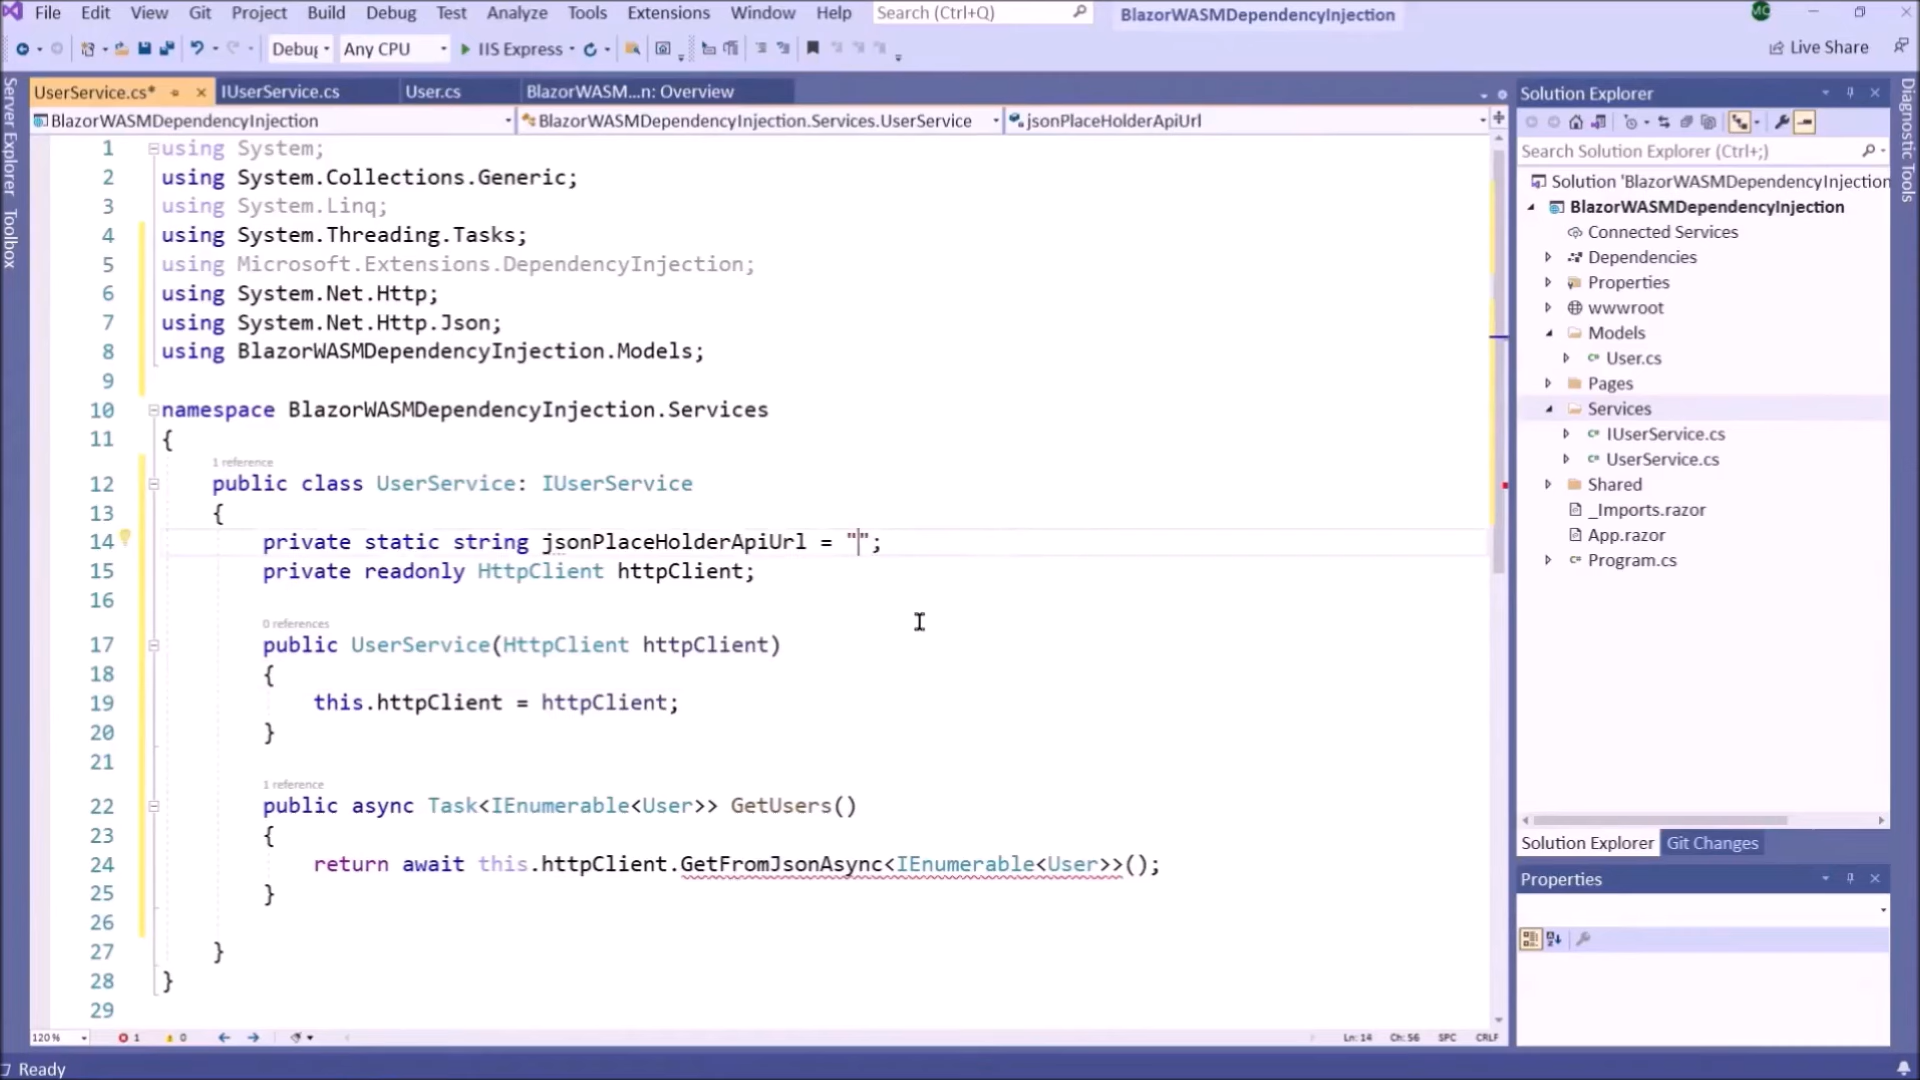 File Edit View Git Project Build Debug Test Analyze Tools Extensions Window Help Search (Ctrl+Q) BlazorWASMDependencyInjection MC
Debug Any CPU IIS Express Live Share
UserService.cs* IUserService.cs User.cs BlazorWASM...n: Overview
BlazorWASMDependencyInjection BlazorWASMDependencyInjection.Services.UserService jsonPlaceHolderApiUrl
Server Explorer
Toolbox
1 using System;
2 using System.Collections.Generic;
3 using System.Linq;
4 using System.Threading.Tasks;
5 using Microsoft.Extensions.DependencyInjection;
6 using System.Net.Http;
7 using System.Net.Http.Json;
8 using BlazorWASMDependencyInjection.Models;
9
10 namespace BlazorWASMDependencyInjection.Services
11 {
1 reference
12 public class UserService: IUserService
13 {
14 private static string jsonPlaceHolderApiUrl = "";
15 private readonly HttpClient httpClient;
16
0 references
17 public UserService(HttpClient httpClient)
18 {
19 this.httpClient = httpClient;
20 }
21
1 reference
22 public async Task<IEnumerable<User>> GetUsers()
23 {
24 return await this.httpClient.GetFromJsonAsync<IEnumerable<User>>();
25 }
26
27 }
28 }
29
120 % 1 0 Ln: 14 Ch: 56 SPC CRLF
Ready
Solution Explorer
Search Solution Explorer (Ctrl+;)
Solution 'BlazorWASMDependencyInjection
BlazorWASMDependencyInjection
Connected Services
Dependencies
Properties
wwwroot
Models
User.cs
Pages
Services
IUserService.cs
UserService.cs
Shared
_Imports.razor
App.razor
Program.cs
Solution Explorer Git Changes
Properties
Diagnostic Tools